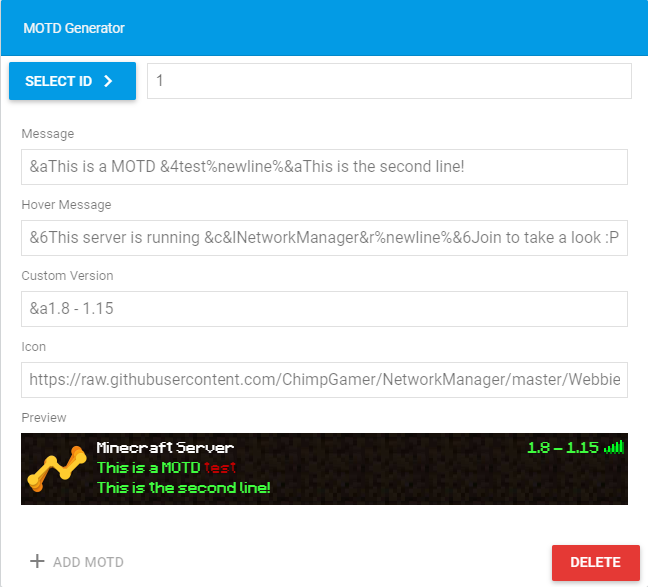 MOTD Generator
SELECT ID
1
Message
&aThis is a MOTD &4test%newline%&aThis is the second line!
Hover Message
&6This server is running &c&lNetworkManager&r%newline%&6Join to take a look :P
Custom Version
&a1.8 - 1.15
Icon
https://raw.githubusercontent.com/ChimpGamer/NetworkManager/master/Webbie
Preview
Minecraft Server 1.8 – 1.15
This is a MOTD test
This is the second line!
+ ADD MOTD DELETE